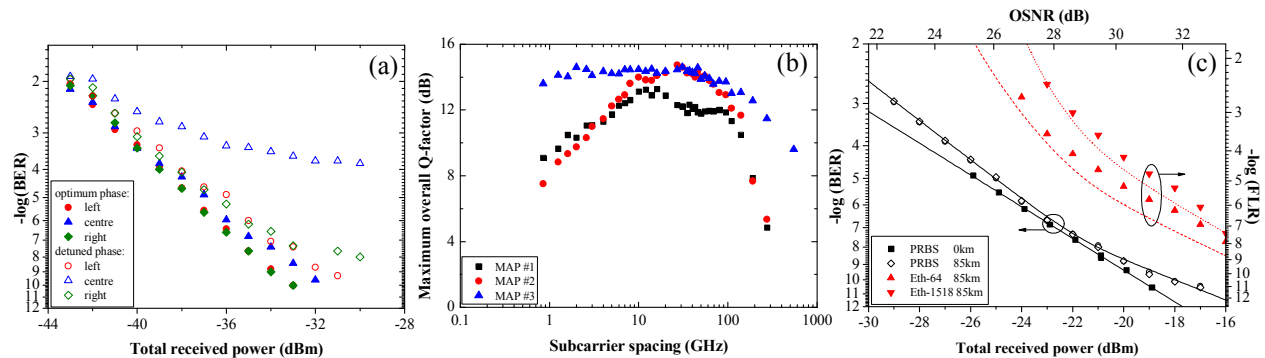 (a)
-log(BER)
2
3
4
5
6
7
8
9
10
11
12
optimum phase:
left
centre
right
detuned phase:
left
centre
right
-44
-40
-36
-32
-28
Total received power (dBm)
(b)
Maximum overall Q-factor (dB)
16
12
8
4
0
MAP #1
MAP #2
MAP #3
0.1
1
10
100
1000
Subcarrier spacing (GHz)
OSNR (dB)
22
24
26
28
30
32
(c)
-log (BER)
2
3
4
5
6
7
8
9
10
11
12
-log (FLR)
2
3
4
5
6
7
8
9
10
11
12
PRBS 0km
PRBS 85km
Eth-64 85km
Eth-1518 85km
-30
-28
-26
-24
-22
-20
-18
-16
Total received power (dBm)